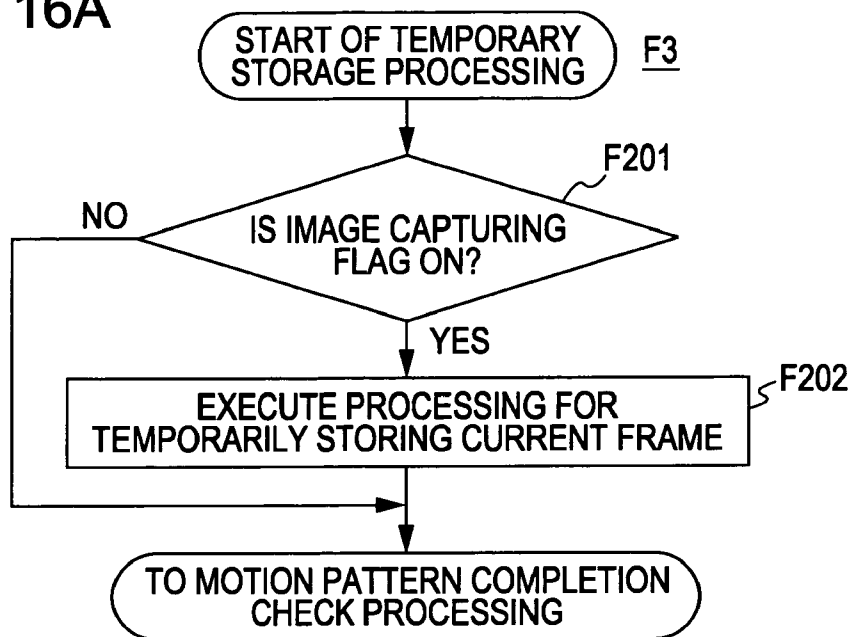 16A
START OF TEMPORARY
STORAGE PROCESSING
F3
F201
NO
IS IMAGE CAPTURING
FLAG ON?
YES
F202
EXECUTE PROCESSING FOR
TEMPORARILY STORING CURRENT FRAME
TO MOTION PATTERN COMPLETION
CHECK PROCESSING